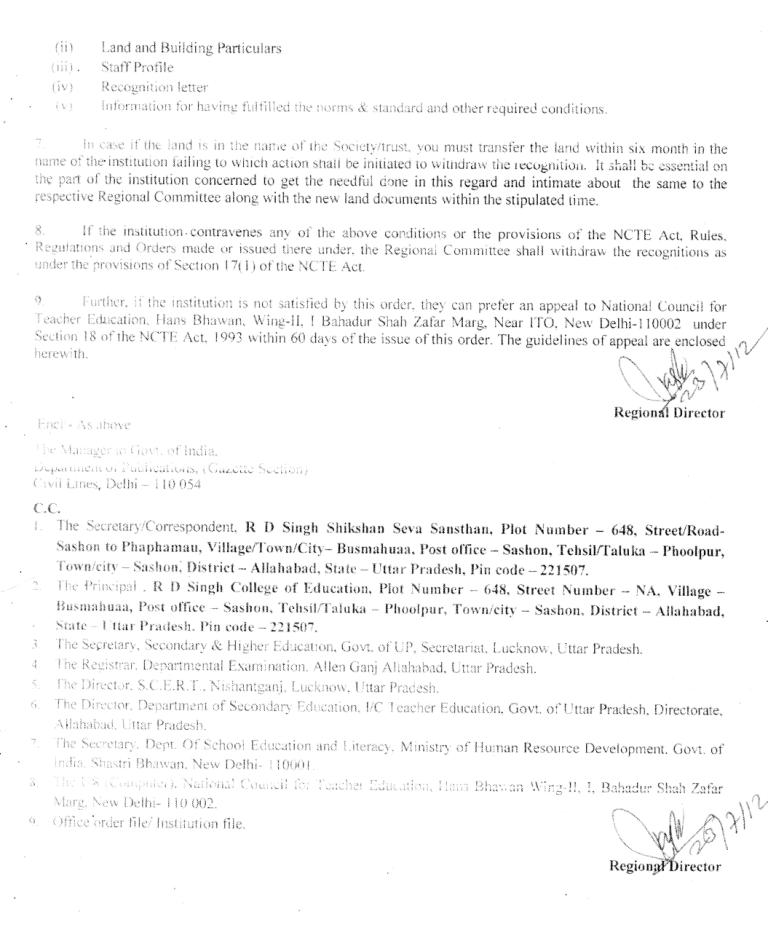 (ii) Land and Building Particulars
(iii) . Staff Profile
(iv) Recognition letter
(v) Information for having fulfilled the norms & standard and other required conditions.
7. In case if the land is in the name of the Society/trust, you must transfer the land within six month in the
name of the institution failing to which action shall be initiated to withdraw the recognition. It shall be essential on
the part of the institution concerned to get the needful done in this regard and intimate about the same to the
respective Regional Committee along with the new land documents within the stipulated time.
8. If the institution contravenes any of the above conditions or the provisions of the NCTE Act, Rules,
Regulations and Orders made or issued there under, the Regional Committee shall withdraw the recognitions as
under the provisions of Section 17(1) of the NCTE Act.
9. Further, if the institution is not satisfied by this order, they can prefer an appeal to National Council for
Teacher Education, Hans Bhawan, Wing-II, 1 Bahadur Shah Zafar Marg, Near ITO, New Delhi-110002 under
Section 18 of the NCTE Act, 1993 within 60 days of the issue of this order. The guidelines of appeal are enclosed
herewith.
23/7/12
Regional Director
Encl - As above
The Manager to Govt. of India,
Department of Publications, (Gazette Section)
Civil Lines, Delhi – 110 054
C.C.
1. The Secretary/Correspondent, R D Singh Shikshan Seva Sansthan, Plot Number – 648, Street/Road-
Sashon to Phaphamau, Village/Town/City– Busmahuaa, Post office – Sashon, Tehsil/Taluka – Phoolpur,
Town/city – Sashon, District – Allahabad, State – Uttar Pradesh, Pin code – 221507.
2. The Principal , R D Singh College of Education, Plot Number – 648, Street Number – NA, Village –
Busmahuaa, Post office – Sashon, Tehsil/Taluka – Phoolpur, Town/city – Sashon, District – Allahabad,
State – Uttar Pradesh, Pin code – 221507.
3 The Secretary, Secondary & Higher Education, Govt. of UP, Secretariat, Lucknow, Uttar Pradesh.
4 The Registrar, Departmental Examination, Allen Ganj Allahabad, Uttar Pradesh.
5. The Director, S.C.E.R.T., Nishantganj, Lucknow, Uttar Pradesh.
6. The Director, Department of Secondary Education, I/C Teacher Education, Govt. of Uttar Pradesh, Directorate,
Allahabad, Uttar Pradesh.
7. The Secretary, Dept. Of School Education and Literacy, Ministry of Human Resource Development, Govt. of
India, Shastri Bhawan, New Delhi- 110001.
8. The US (Computer), National Council for Teacher Education, Hans Bhawan Wing-II, 1, Bahadur Shah Zafar
Marg, New Delhi- 110 002.
9. Office order file/ Institution file.
23/7/12
Regional Director